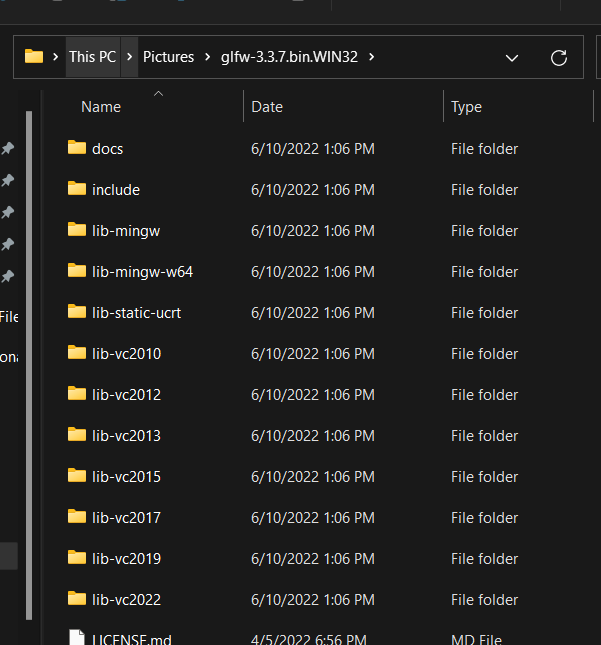 This PC > Pictures > glfw-3.3.7.bin.WIN32 >
Name Date Type
docs 6/10/2022 1:06 PM File folder
include 6/10/2022 1:06 PM File folder
lib-mingw 6/10/2022 1:06 PM File folder
lib-mingw-w64 6/10/2022 1:06 PM File folder
File lib-static-ucrt 6/10/2022 1:06 PM File folder
ona lib-vc2010 6/10/2022 1:06 PM File folder
lib-vc2012 6/10/2022 1:06 PM File folder
lib-vc2013 6/10/2022 1:06 PM File folder
lib-vc2015 6/10/2022 1:06 PM File folder
lib-vc2017 6/10/2022 1:06 PM File folder
lib-vc2019 6/10/2022 1:06 PM File folder
lib-vc2022 6/10/2022 1:06 PM File folder
LICENSE.md 4/5/2022 6:56 PM MD File